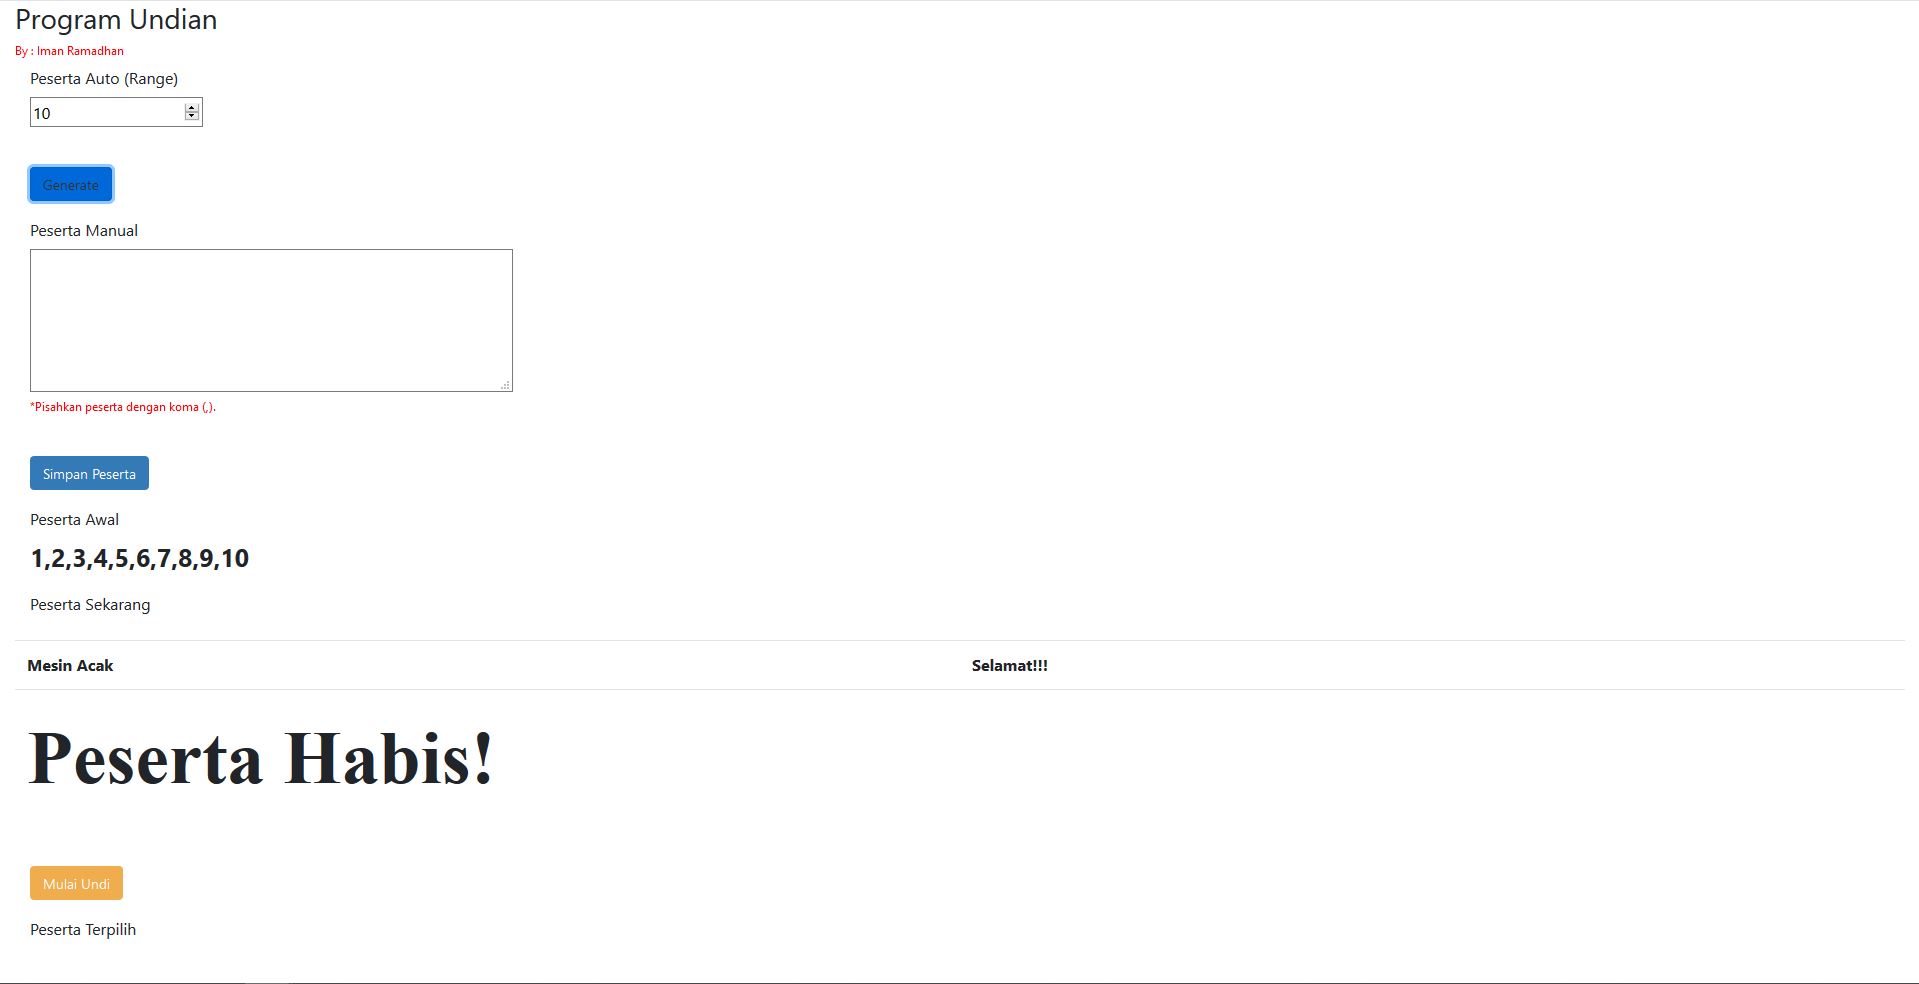 Program Undian
By : Iman Ramadhan
Peserta Auto (Range)
10
Generate
Peserta Manual
*Pisahkan peserta dengan koma (,).
Simpan Peserta
Peserta Awal
1,2,3,4,5,6,7,8,9,10
Peserta Sekarang
Mesin Acak Selamat!!!
Peserta Habis!
Mulai Undi
Peserta Terpilih